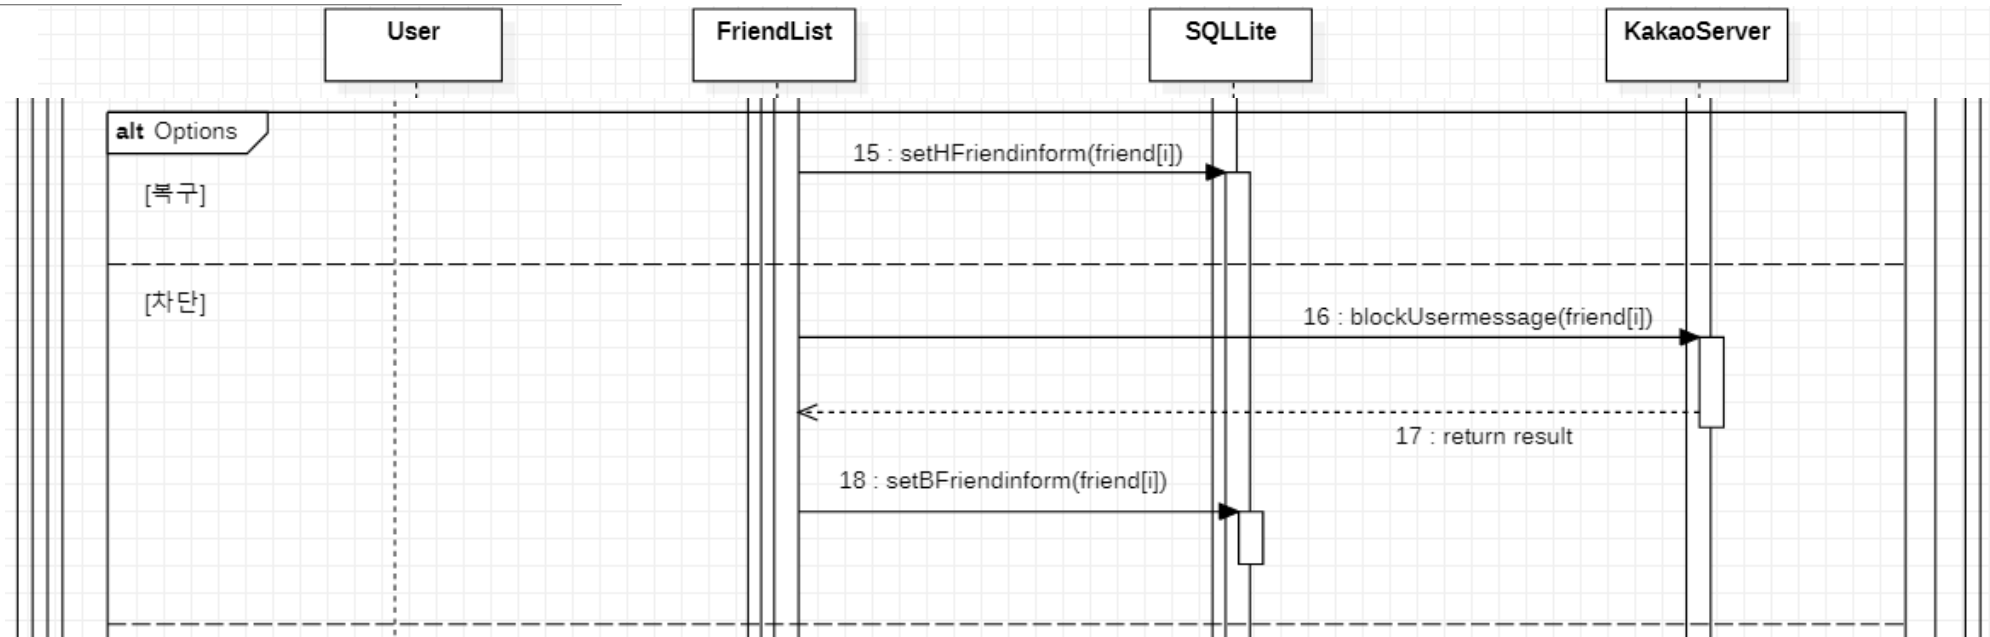 User
FriendList
SQLLite
KakaoServer
alt Options
15 : setHFriendinform(friend[i])
[복구]
[차단]
16 : blockUsermessage(friend[i])
17 : return result
18 : setBFriendinform(friend[i])